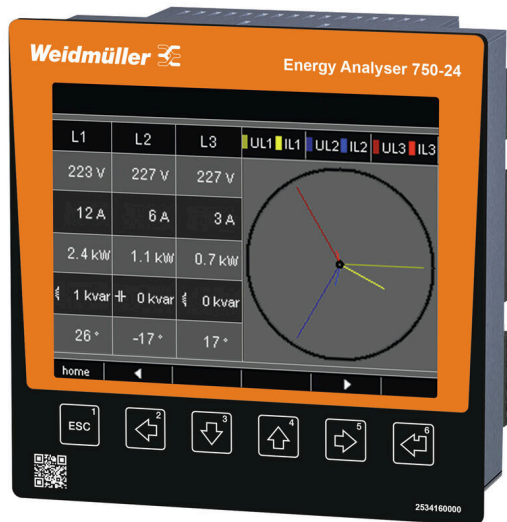 Weidmüller
Energy Analyser 750-24
L1 L2 L3 UL1 IL1 UL2 IL2 UL3 IL3
223 V 227 V 227 V
12 A 6 A 3 A
2.4 kW 1.1 kW 0.7 kW
1 kvar 0 kvar 0 kvar
26 ° -17 ° 17 °
home
ESC 1 2 3 4 5 6
2534160000